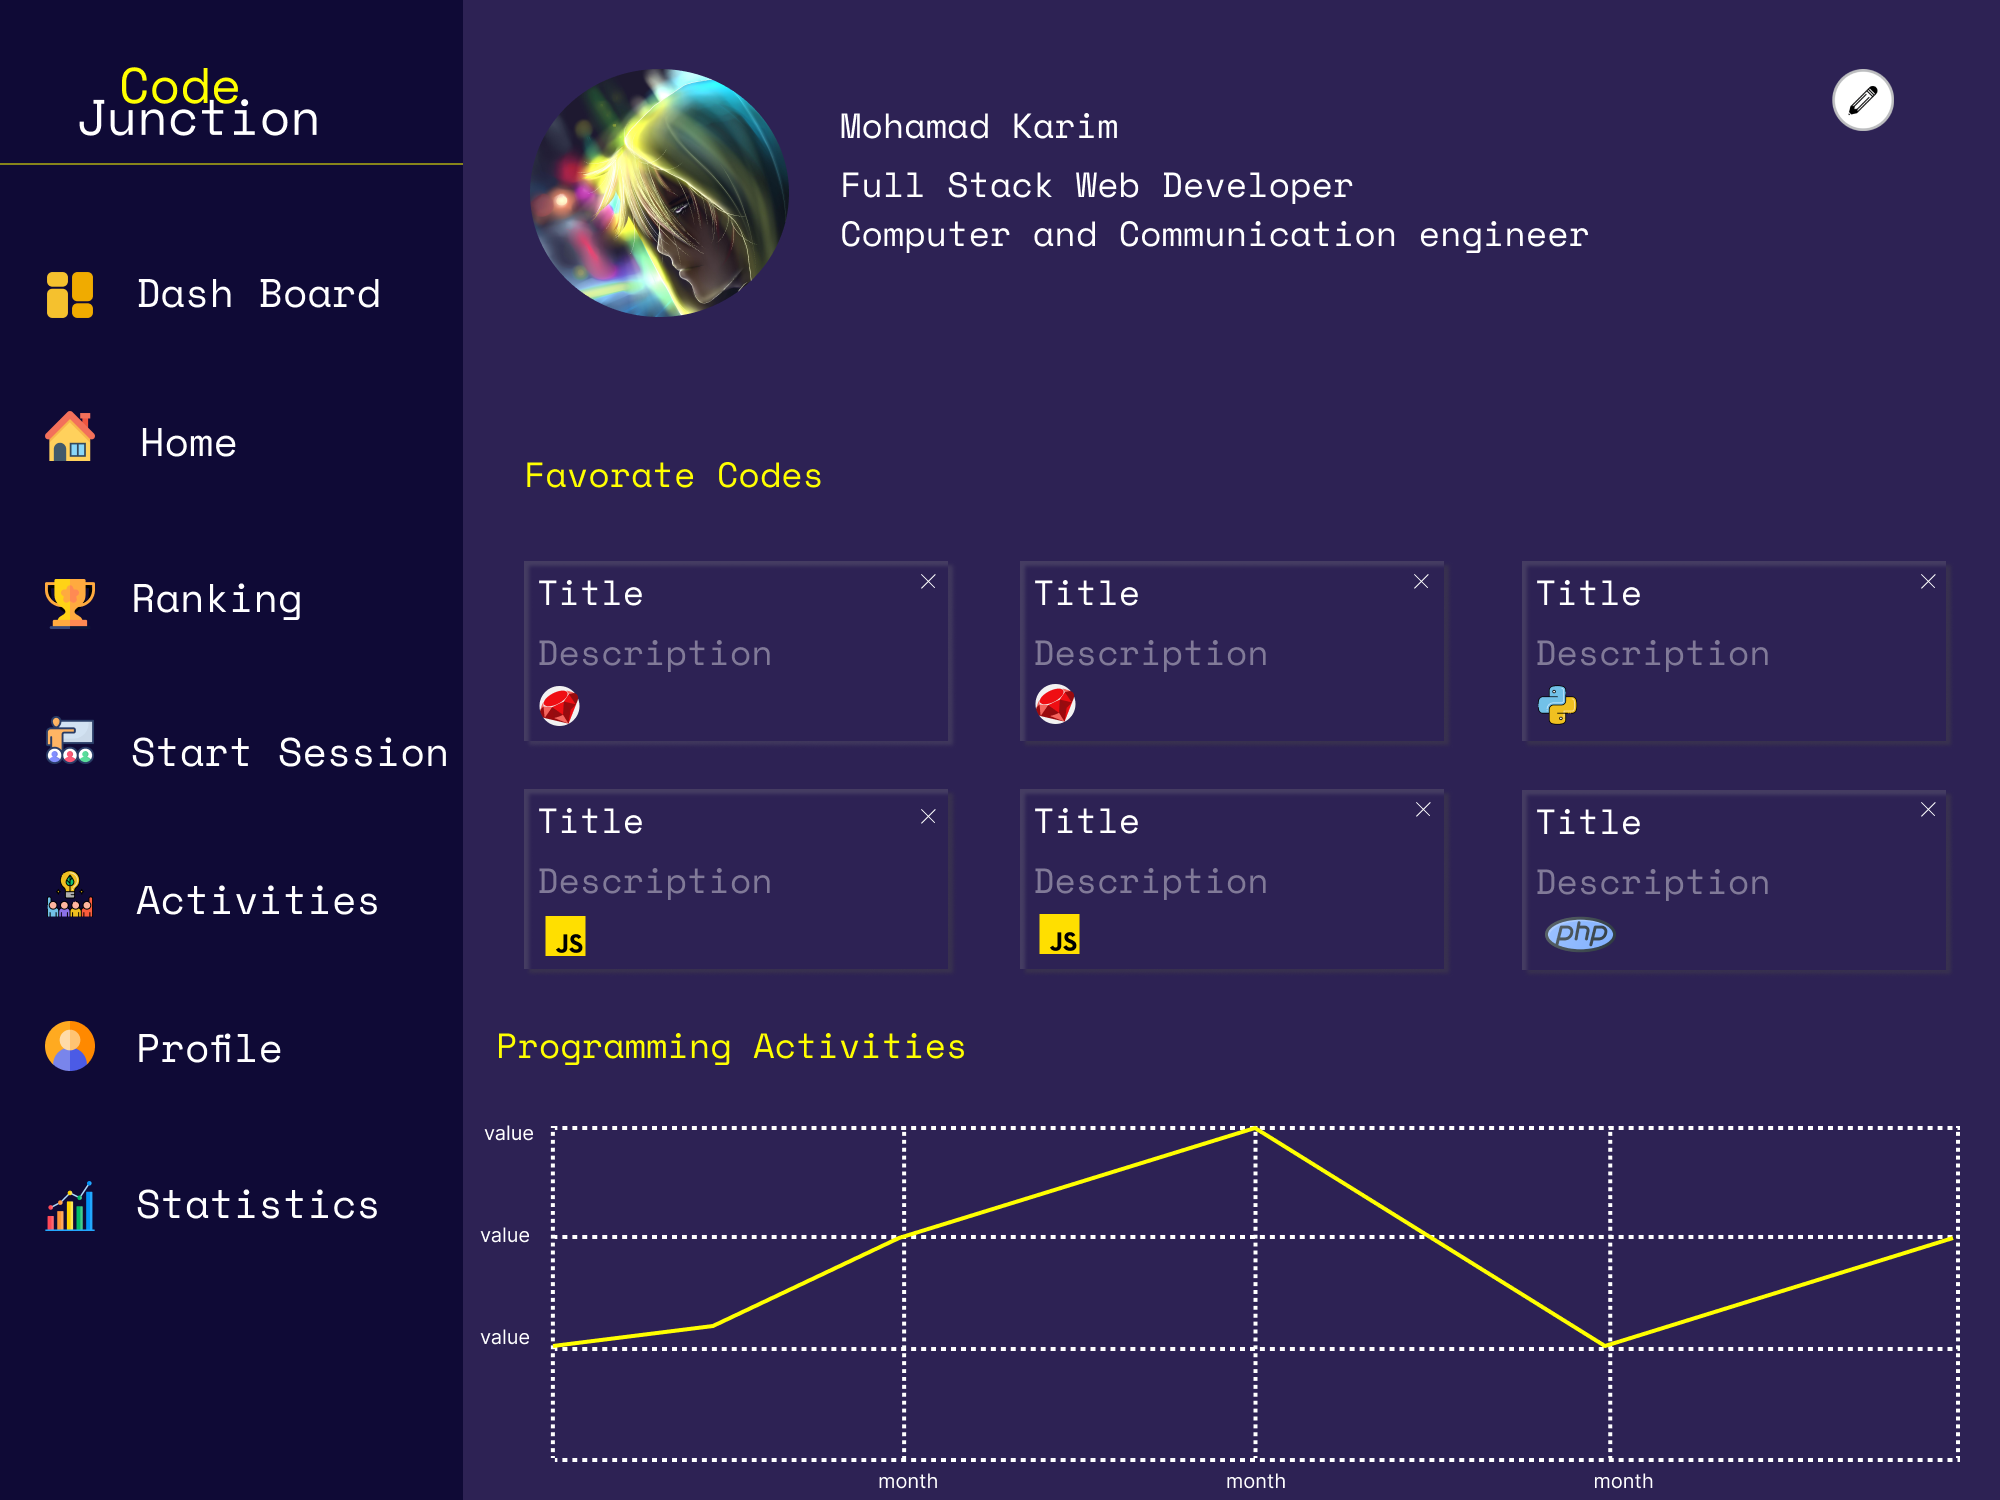 Code
Junction
Dash Board
Home
Ranking
Start Session
Activities
Profile
Statistics
Mohamad Karim
Full Stack Web Developer
Computer and Communication engineer
Favorate Codes
Title
Description
Title
Description
Title
Description
Title
Description
JS
Title
Description
JS
Title
Description
php
Programming Activities
value
value
value
month
month
month